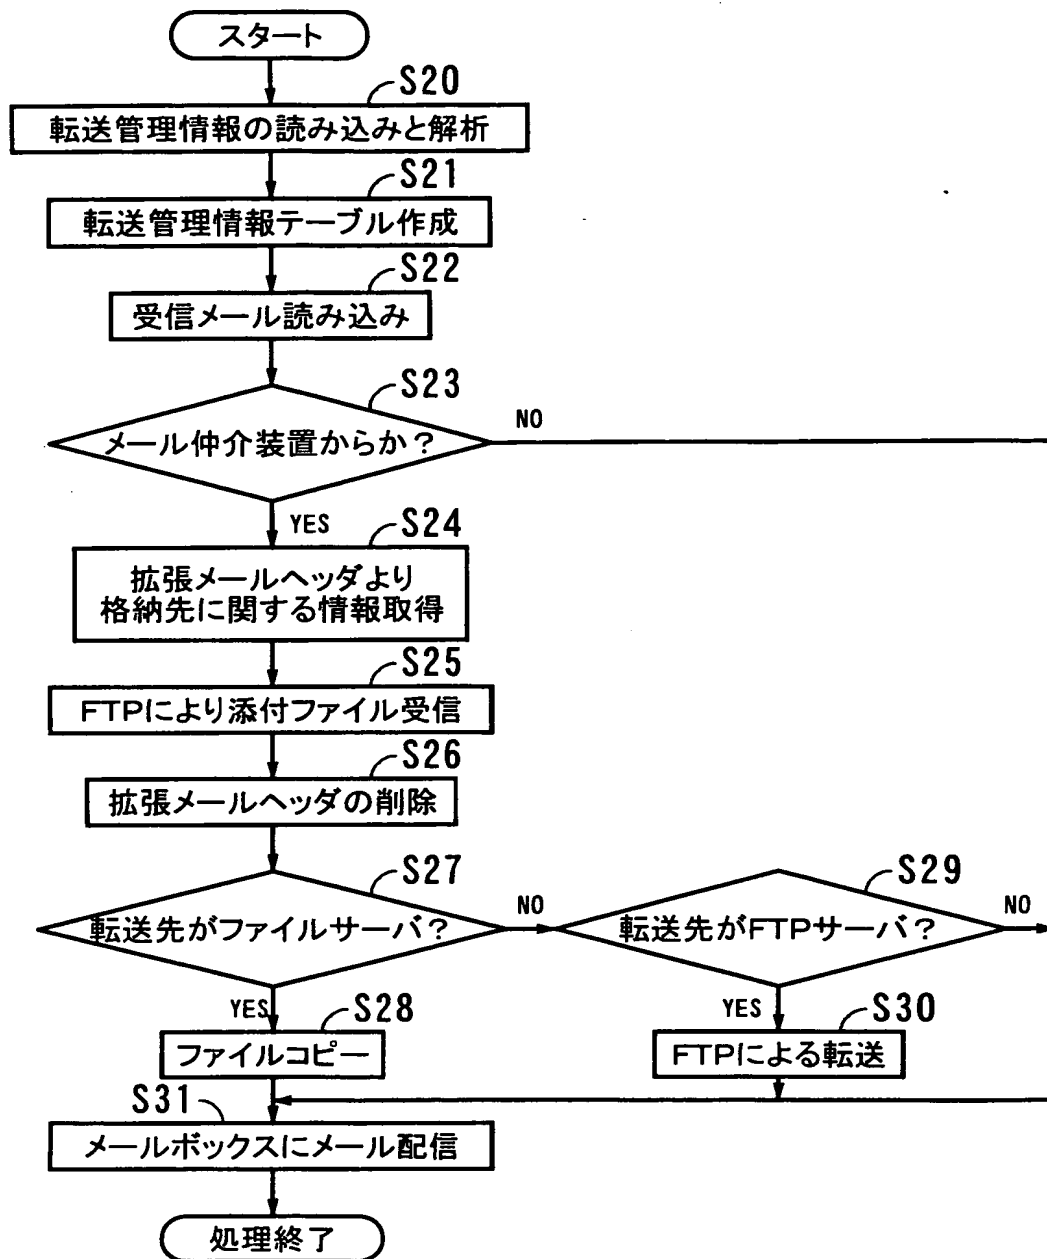 スタート
S20
転送管理情報の読み込みと解析
S21
転送管理情報テーブル作成
S22
受信メール読み込み
S23
メール仲介装置からか？
NO
YES
S24
拡張メールヘッダより
格納先に関する情報取得
S25
FTPにより添付ファイル受信
S26
拡張メールヘッダの削除
S27
転送先がファイルサーバ？
NO
S29
転送先がFTPサーバ？
NO
YES
S28
ファイルコピー
YES
S30
FTPによる転送
S31
メールボックスにメール配信
処理終了